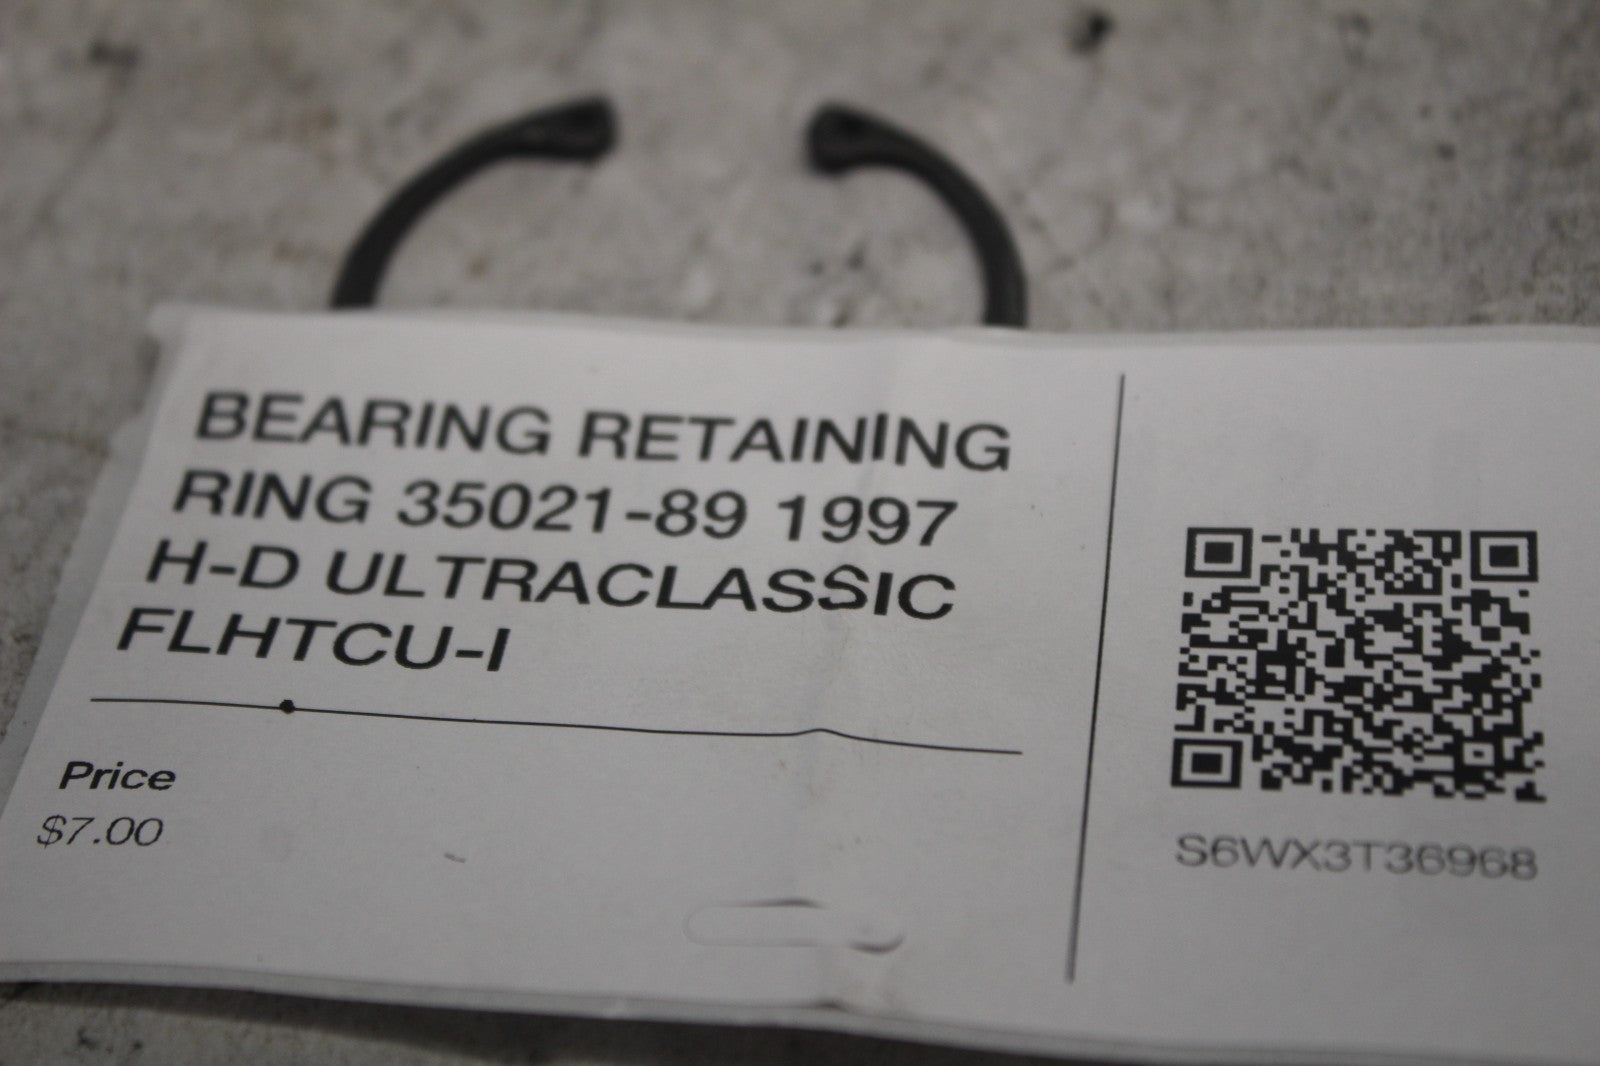 BEARING RETAINING
RING 35021-89 1997
H-D ULTRACLASSIC
FLHTCU-I
Price
$7.00
S6WX3T36968